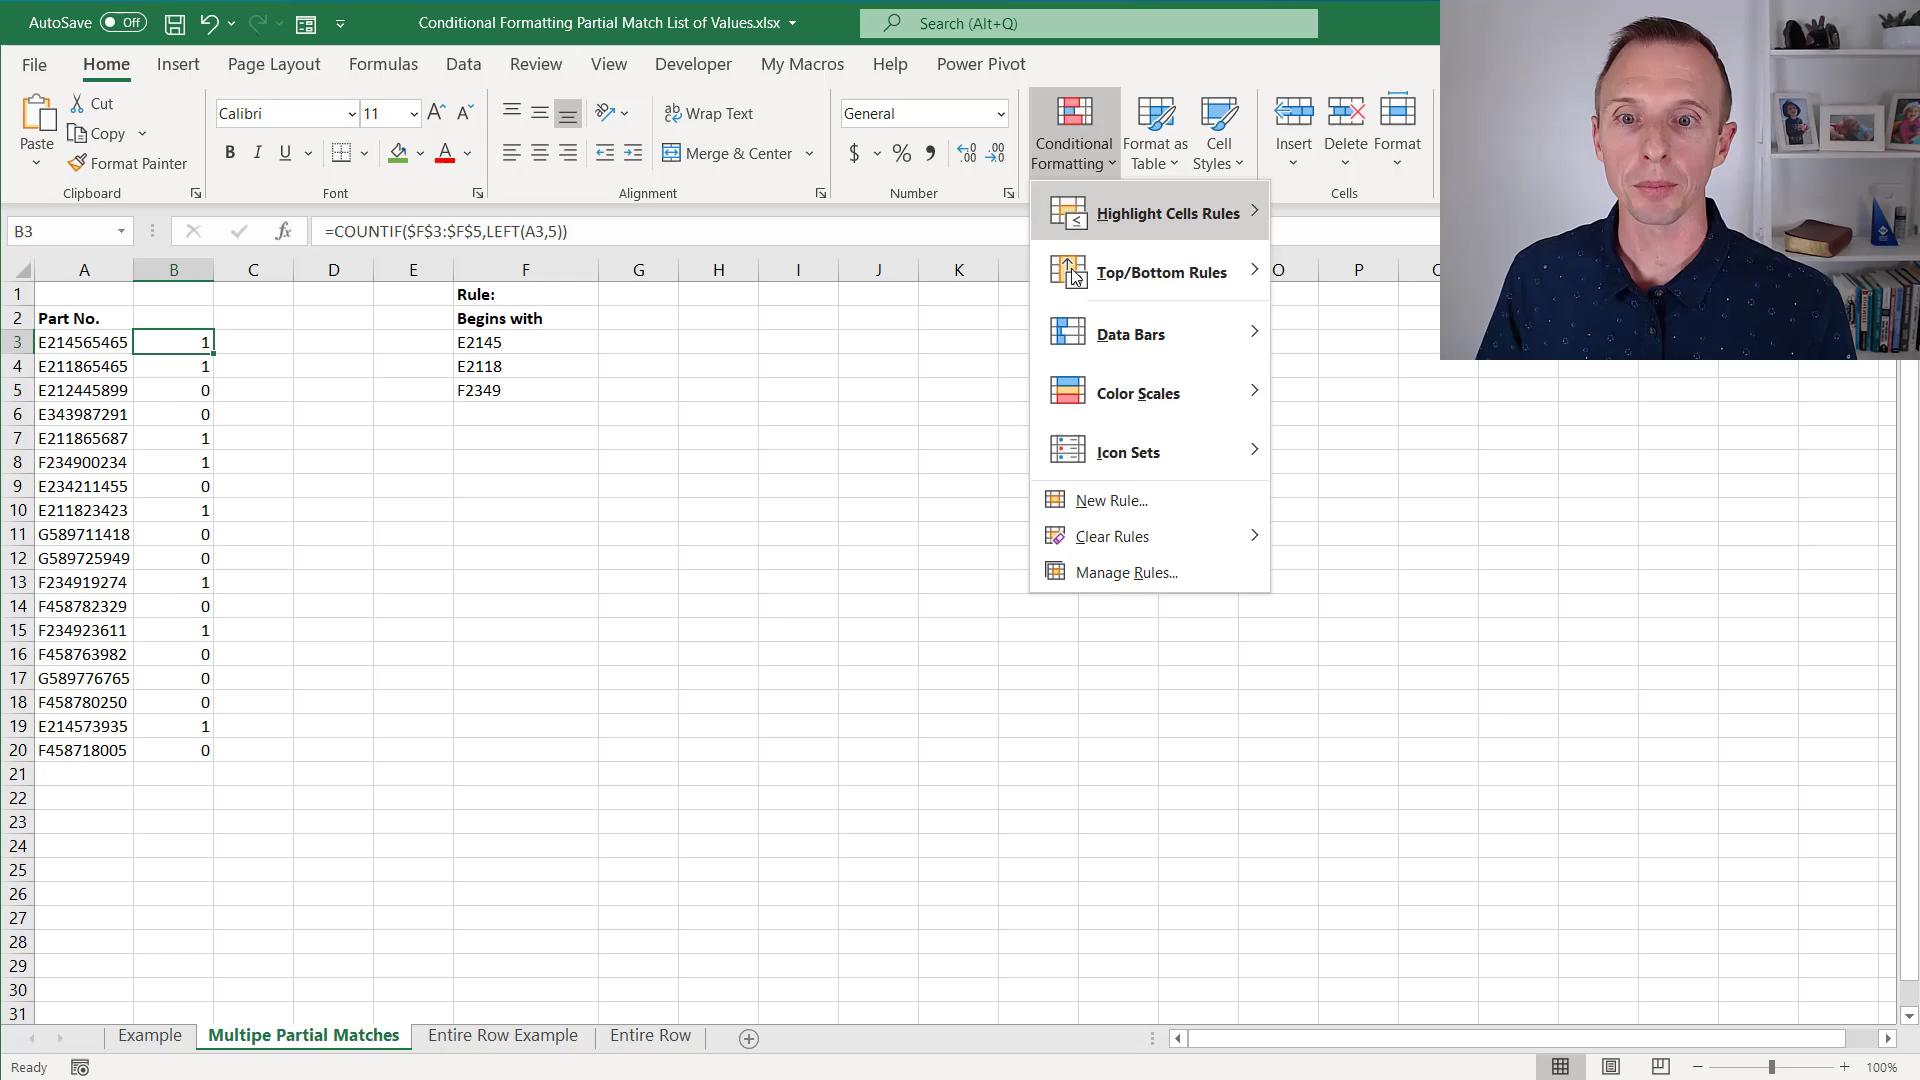 AutoSave Off
Conditional Formatting Partial Match List of Values.xlsx
Search (Alt+Q)
File Home Insert Page Layout Formulas Data Review View Developer My Macros Help Power Pivot
Paste
Cut
Copy
Format Painter
Clipboard
Calibri 11
B I U A
Font
Wrap Text
Merge & Center
Alignment
General
$ %
Number
Conditional Formatting
Format as Table
Cell Styles
Insert Delete Format
Cells
Highlight Cells Rules
Top/Bottom Rules
Data Bars
Color Scales
Icon Sets
New Rule...
Clear Rules
Manage Rules...
B3 fx =COUNTIF($F$3:$F$5,LEFT(A3,5))
A B C D E F G H I J K O P
1 Rule:
2 Part No. Begins with
3 E214565465 1 E2145
4 E211865465 1 E2118
5 E212445899 0 F2349
6 E343987291 0
7 E211865687 1
8 F234900234 1
9 E234211455 0
10 E211823423 1
11 G589711418 0
12 G589725949 0
13 F234919274 1
14 F458782329 0
15 F234923611 1
16 F458763982 0
17 G589776765 0
18 F458780250 0
19 E214573935 1
20 F458718005 0
21
22
23
24
25
26
27
28
29
30
31
Example Multipe Partial Matches Entire Row Example Entire Row
Ready 100%